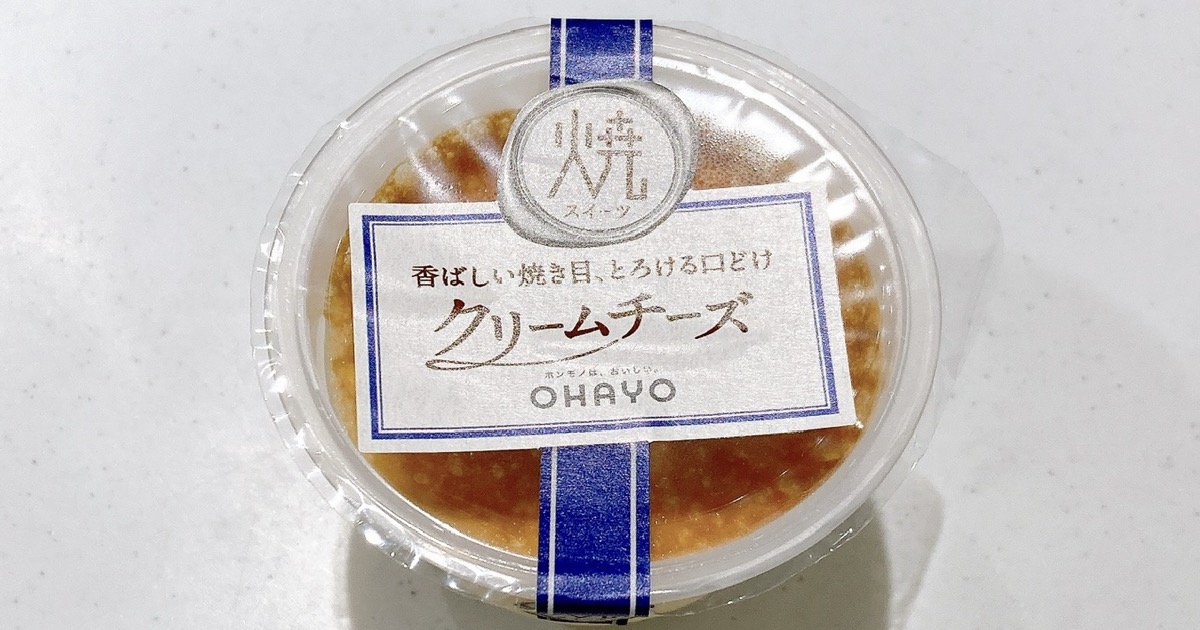 焼
スイーツ
香ばしい焼き目、とろける口どけ
クリームチーズ
ホンモノは、おいしい。
OHAYO